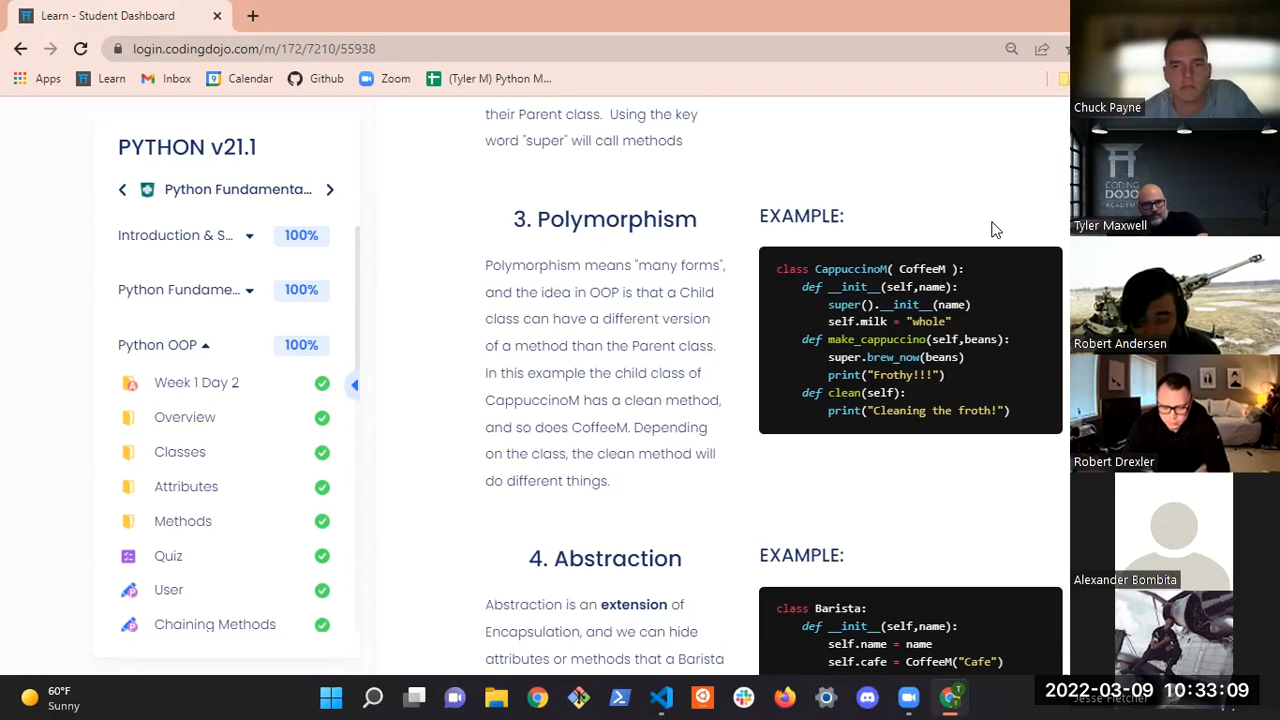 Learn - Student Dashboard
login.codingdojo.com/m/172/7210/55938
Apps
Learn
Inbox
Calendar
Github
Zoom
(Tyler M) Python M...
PYTHON v21.1
Python Fundamenta...
Introduction & S...
100%
Python Fundame...
100%
Python OOP
100%
Week 1 Day 2
Overview
Classes
Attributes
Methods
Quiz
User
Chaining Methods
their Parent class. Using the key
word "super" will call methods
3. Polymorphism
Polymorphism means "many forms",
and the idea in OOP is that a Child
class can have a different version
of a method than the Parent class.
In this example the child class of
CappuccinoM has a clean method,
and so does CoffeeM. Depending
on the class, the clean method will
do different things.
EXAMPLE:
class CappuccinoM( CoffeeM ):
def __init__(self,name):
super().__init__(name)
self.milk = "whole"
def make_cappuccino(self,beans):
super.brew_now(beans)
print("Frothy!!!")
def clean(self):
print("Cleaning the froth!")
4. Abstraction
Abstraction is an extension of
Encapsulation, and we can hide
attributes or methods that a Barista
EXAMPLE:
class Barista:
def __init__(self,name):
self.name = name
self.cafe = CoffeeM("Cafe")
Chuck Payne
CODING
DOJO
ACADEMY
Tyler Maxwell
Robert Andersen
Robert Drexler
Alexander Bombita
Jesse Fletcher
60°F
Sunny
2022-03-09 10:33:09